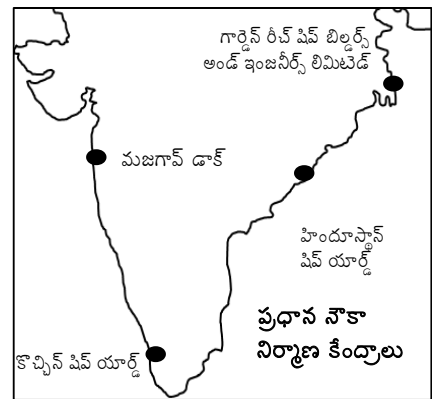 గార్డెన్ రీచ్ షిప్ బిల్డర్స్
అండ్ ఇంజనీర్స్ లిమిటెడ్
మజగావ్ డాక్
హిందూస్థాన్
షిప్ యార్డ్
ప్రధాన నౌకా
నిర్మాణ కేంద్రాలు
కొచ్చిన్ షిప్ యార్డ్